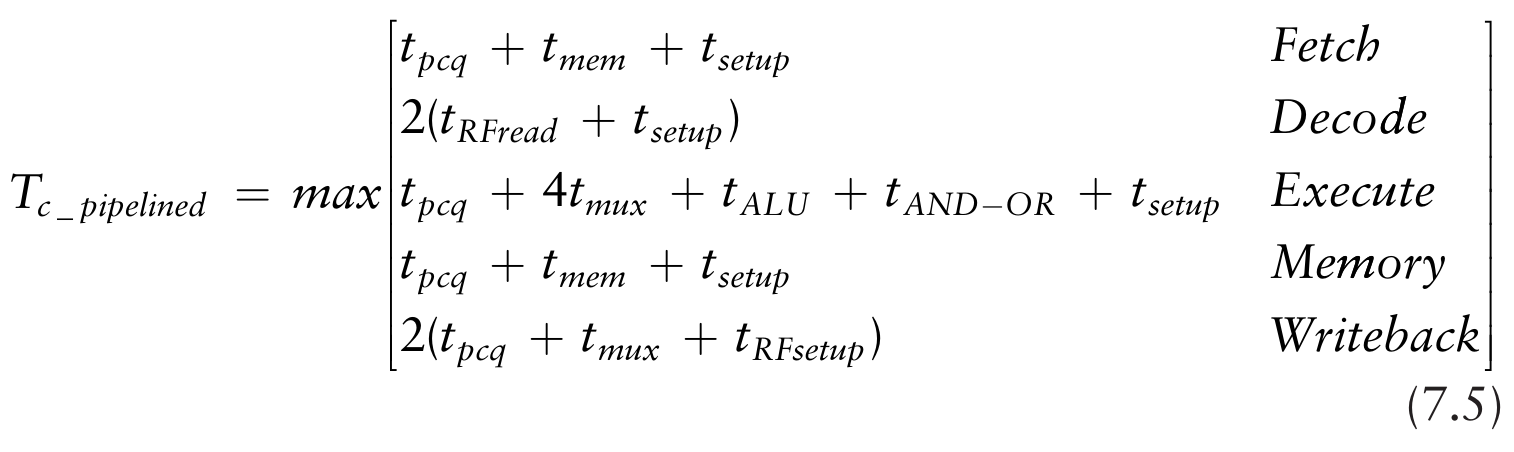 t_pcq + t_mem + t_setup Fetch
2(t_RFread + t_setup) Decode
T_c_pipelined = max[t_pcq + 4t_mux + t_ALU + t_AND−OR + t_setup Execute]
t_pcq + t_mem + t_setup Memory
2(t_pcq + t_mux + t_RFsetup) Writeback
(7.5)